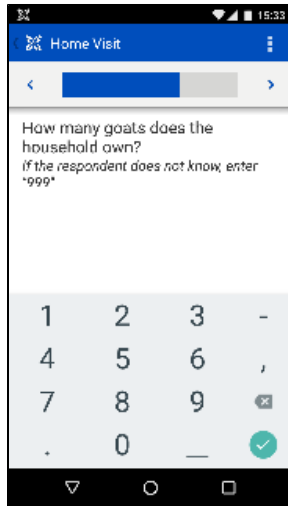 15:33
Home Visit
How many goats does the
household own?
If the respondent does not know, enter
"999"
1 2 3 -
4 5 6 ,
7 8 9
. 0 _